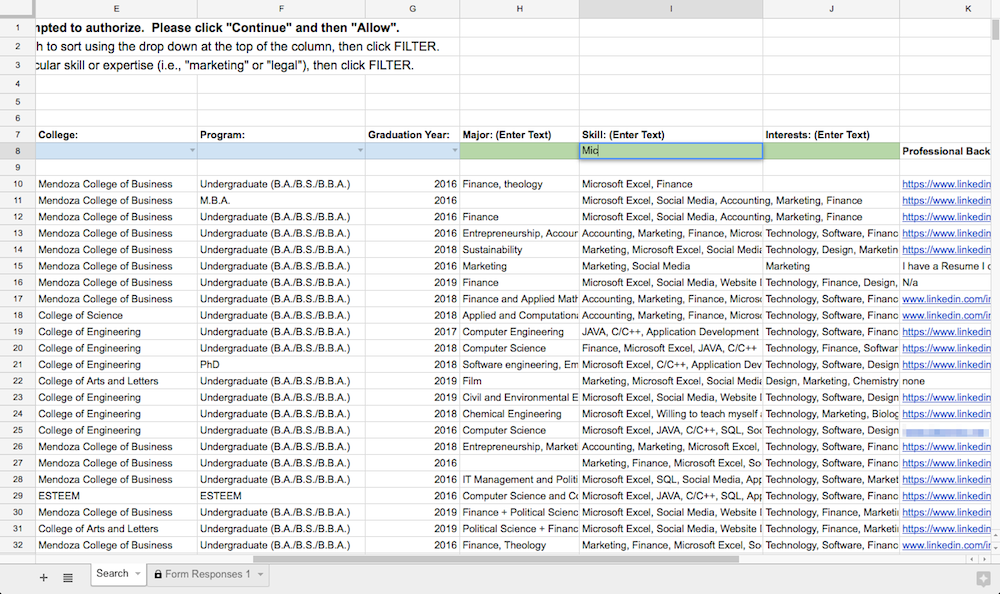 E F G H I J K
1 mpted to authorize. Please click "Continue" and then "Allow".
2 h to sort using the drop down at the top of the column, then click FILTER.
3 cular skill or expertise (i.e., "marketing" or "legal"), then click FILTER.
4
5
6
7 College: Program: Graduation Year: Major: (Enter Text) Skill: (Enter Text) Interests: (Enter Text)
8 Mic Professional Back
9
10 Mendoza College of Business Undergraduate (B.A./B.S./B.B.A.) 2016 Finance, theology Microsoft Excel, Finance https://www.linkedin
11 Mendoza College of Business M.B.A. 2016 Microsoft Excel, Social Media, Accounting, Marketing, Finance https://www.linkedin
12 Mendoza College of Business Undergraduate (B.A./B.S./B.B.A.) 2016 Finance Microsoft Excel, Social Media, Accounting, Marketing, Finance https://www.linkedin
13 Mendoza College of Business Undergraduate (B.A./B.S./B.B.A.) 2016 Entrepreneurship, Accour Accounting, Marketing, Finance, Micros Technology, Software, Financ https://www.linkedin
14 Mendoza College of Business Undergraduate (B.A./B.S./B.B.A.) 2018 Sustainability Marketing, Microsoft Excel, Social Media Technology, Design, Marketin https://www.linkedin
15 Mendoza College of Business Undergraduate (B.A./B.S./B.B.A.) 2016 Marketing Marketing, Social Media Marketing I have a Resume I c
16 Mendoza College of Business Undergraduate (B.A./B.S./B.B.A.) 2019 Finance Microsoft Excel, Social Media, Website Technology, Finance, Design, N/a
17 Mendoza College of Business Undergraduate (B.A./B.S./B.B.A.) 2018 Finance and Applied Math Accounting, Marketing, Finance, Micros Technology, Software, Financ www.linkedin.com/in
18 College of Science Undergraduate (B.A./B.S./B.B.A.) 2018 Applied and Computationa Accounting, Marketing, Finance, Micros Technology, Software, Financ www.linkedin.com/in
19 College of Engineering Undergraduate (B.A./B.S./B.B.A.) 2017 Computer Engineering JAVA, C/C++, Application Development Technology, Software, Financ https://www.linkedin
20 College of Engineering Undergraduate (B.A./B.S./B.B.A.) 2018 Computer Science Finance, Microsoft Excel, JAVA, C/C++ Technology, Finance, Softwar https://www.linkedin
21 College of Engineering PhD 2018 Software engineering, Em Microsoft Excel, C/C++, Application Dev Technology, Software, Design https://www.linkedin
22 College of Arts and Letters Undergraduate (B.A./B.S./B.B.A.) 2019 Film Marketing, Microsoft Excel, Social Media Design, Marketing, Chemistry none
23 College of Engineering Undergraduate (B.A./B.S./B.B.A.) 2019 Civil and Environmental E Microsoft Excel, Social Media, Website Technology, Software, Design https://www.linkedin
24 College of Engineering Undergraduate (B.A./B.S./B.B.A.) 2018 Chemical Engineering Microsoft Excel, Willing to teach myself Technology, Marketing, Biolog https://www.linkedin
25 College of Engineering Undergraduate (B.A./B.S./B.B.A.) 2016 Computer Science Microsoft Excel, JAVA, C/C++, SQL, Soc Technology, Software, Design
26 Mendoza College of Business Undergraduate (B.A./B.S./B.B.A.) 2018 Entrepreneurship, Marketi Accounting, Marketing, Microsoft Excel, Technology, Software, Financ https://www.linkedin
27 Mendoza College of Business Undergraduate (B.A./B.S./B.B.A.) 2016 Marketing, Finance, Microsoft Excel, So Technology, Software, Financ https://www.linkedin
28 Mendoza College of Business Undergraduate (B.A./B.S./B.B.A.) 2016 IT Management and Politi Microsoft Excel, SQL, Social Media, App Technology, Software, Market https://www.linkedin
29 ESTEEM ESTEEM 2016 Computer Science and Co Microsoft Excel, JAVA, C/C++, SQL, Ap Technology, Software, Financ https://www.linkedin
30 Mendoza College of Business Undergraduate (B.A./B.S./B.B.A.) 2019 Finance + Political Scienc Microsoft Excel, Social Media, Website Technology, Finance, Marketi https://www.linkedin
31 College of Arts and Letters Undergraduate (B.A./B.S./B.B.A.) 2019 Political Science + Financ Microsoft Excel, Social Media, Website Technology, Finance, Marketi https://www.linkedin
32 Mendoza College of Business Undergraduate (B.A./B.S./B.B.A.) 2016 Finance, Theology Marketing, Finance, Microsoft Excel, So Technology, Software, Financ www.linkedin.com/in
Search Form Responses 1